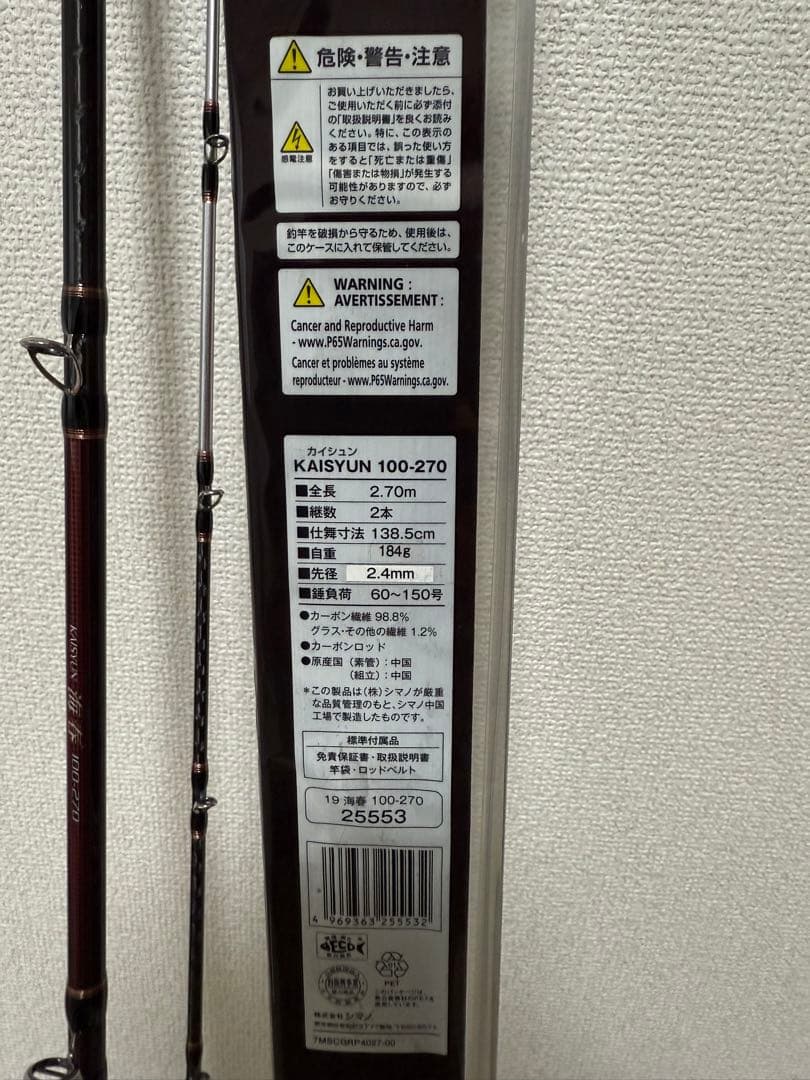 危険・警告・注意
お買い上げいただきましたら、
ご使用いただく前に必ず添付
の「取扱説明書」を良くお読み
ください。特に、この表示の
ある項目では、誤った使い方
をすると「死亡または重傷」
「傷害または物損」が発生する
可能性がありますので、必ず
お守りください。
感電注意
釣竿を破損から守るため、使用後は、
このケースに入れて保管してください。
WARNING :
AVERTISSEMENT :
Cancer and Reproductive Harm
- www.P65Warnings.ca.gov.
Cancer et problèmes au système
reproducteur - www.P65Warnings.ca.gov.
カイシュン
KAISYUN 100-270
■全長 2.70m
■継数 2本
■仕舞寸法 138.5cm
■自重 184g
■先径 2.4mm
■錘負荷 60〜150号
●カーボン繊維 98.8%
グラス・その他の繊維 1.2%
●カーボンロッド
●原産国（素管）：中国
（組立）：中国
＊この製品は（株）シマノが厳重
な品質管理のもと、シマノ中国
工場で製造したものです。
標準付属品
免責保証書・取扱説明書
竿袋・ロッドベルト
19 海春 100-270
25553
4 969363 255532
ECO
PET
株式会社 シマノ
7MSCGRP4027-00
KAISYUN 海春 100-270